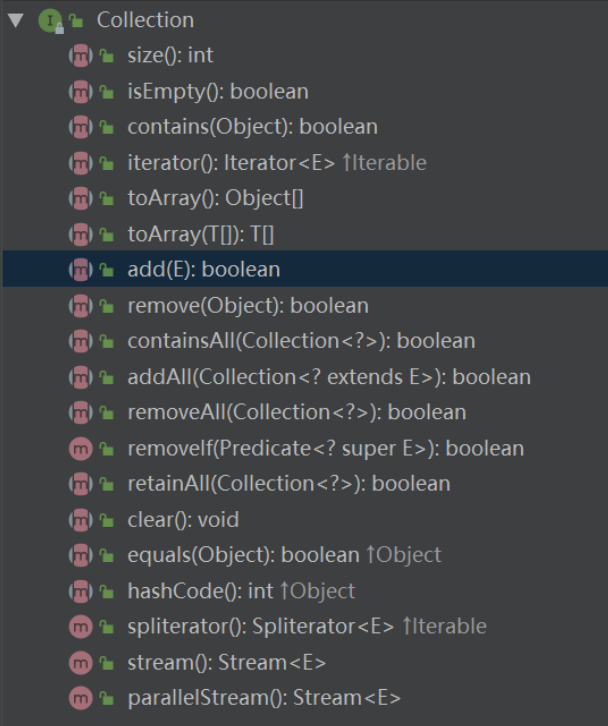 Collection
size(): int
isEmpty(): boolean
contains(Object): boolean
iterator(): Iterator<E> ↑Iterable
toArray(): Object[]
toArray(T[]): T[]
add(E): boolean
remove(Object): boolean
containsAll(Collection<?>): boolean
addAll(Collection<? extends E>): boolean
removeAll(Collection<?>): boolean
removeIf(Predicate<? super E>): boolean
retainAll(Collection<?>): boolean
clear(): void
equals(Object): boolean ↑Object
hashCode(): int ↑Object
spliterator(): Spliterator<E> ↑Iterable
stream(): Stream<E>
parallelStream(): Stream<E>